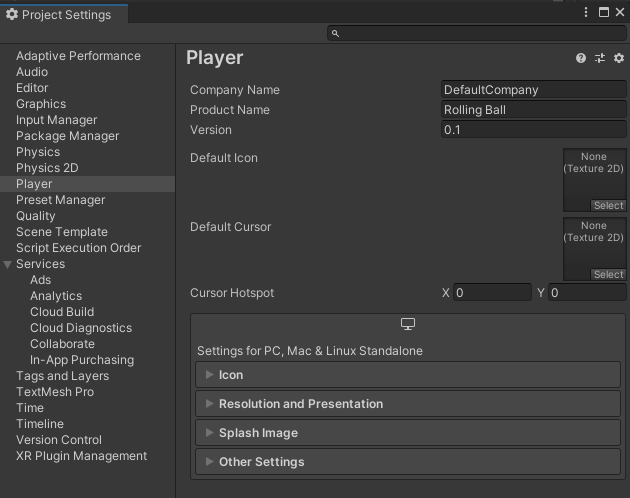 Project Settings
Adaptive Performance
Audio
Editor
Graphics
Input Manager
Package Manager
Physics
Physics 2D
Player
Preset Manager
Quality
Scene Template
Script Execution Order
Services
Ads
Analytics
Cloud Build
Cloud Diagnostics
Collaborate
In-App Purchasing
Tags and Layers
TextMesh Pro
Time
Timeline
Version Control
XR Plugin Management
Player
Company Name DefaultCompany
Product Name Rolling Ball
Version 0.1
Default Icon
None
(Texture 2D)
Select
Default Cursor
None
(Texture 2D)
Select
Cursor Hotspot X 0 Y 0
Settings for PC, Mac & Linux Standalone
Icon
Resolution and Presentation
Splash Image
Other Settings